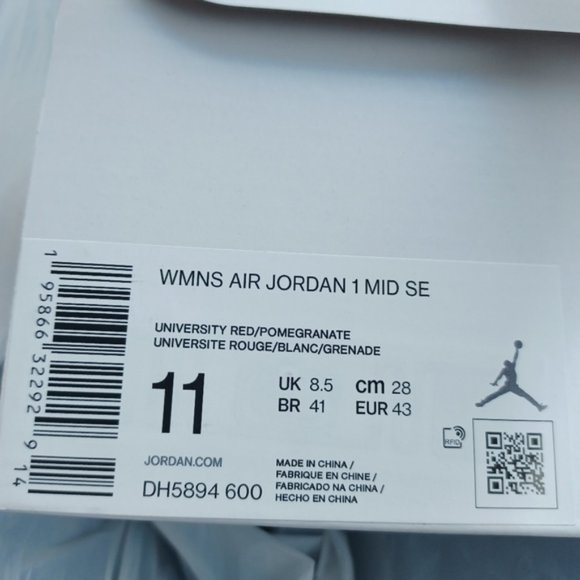 WMNS AIR JORDAN 1 MID SE
UNIVERSITY RED/POMEGRANATE
UNIVERSITE ROUGE/BLANC/GRENADE
11
UK 8.5 cm 28
BR 41 EUR 43
RFID
JORDAN.COM
DH5894 600
MADE IN CHINA /
FABRIQUE EN CHINE /
FABRICADO NA CHINA /
HECHO EN CHINA
1 95866 32292 9 14